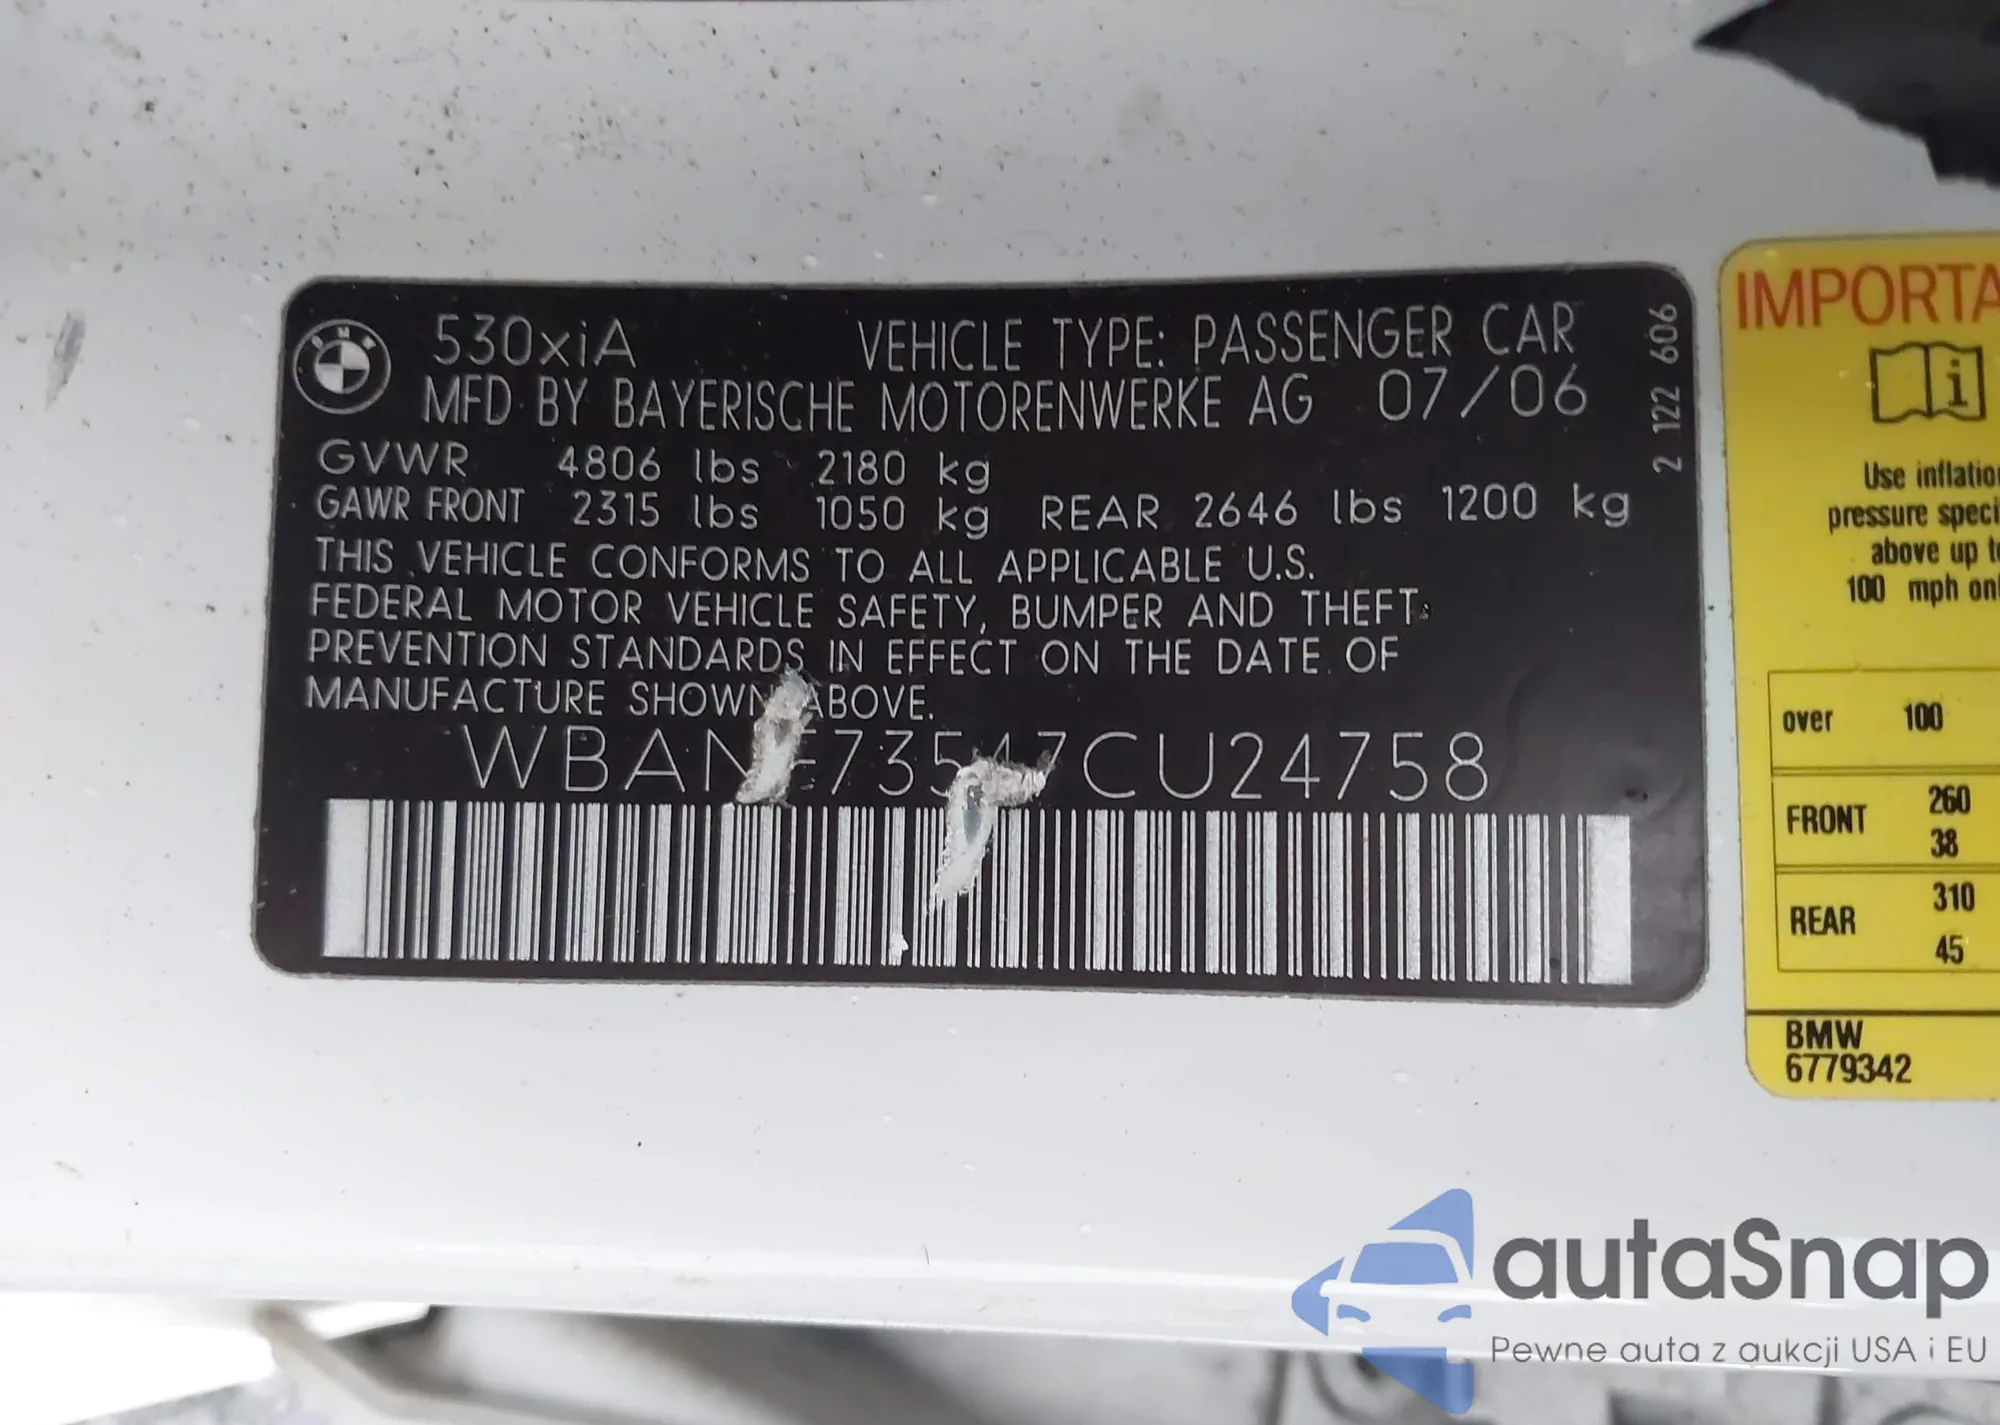 530xiA VEHICLE TYPE: PASSENGER CAR
MFD BY BAYERISCHE MOTORENWERKE AG 07/06
GVWR 4806 lbs 2180 kg
GAWR FRONT 2315 lbs 1050 kg REAR 2646 lbs 1200 kg
THIS VEHICLE CONFORMS TO ALL APPLICABLE U.S.
FEDERAL MOTOR VEHICLE SAFETY, BUMPER AND THEFT
PREVENTION STANDARDS IN EFFECT ON THE DATE OF
MANUFACTURE SHOWN ABOVE.
WBANF73547CU24758
2 122 606
IMPORTA
Use inflatio
pressure speci
above up t
100 mph onl
over 100
FRONT 260
38
REAR 310
45
BMW
6779342
autaSnap
Pewne auta z aukcji USA i EU